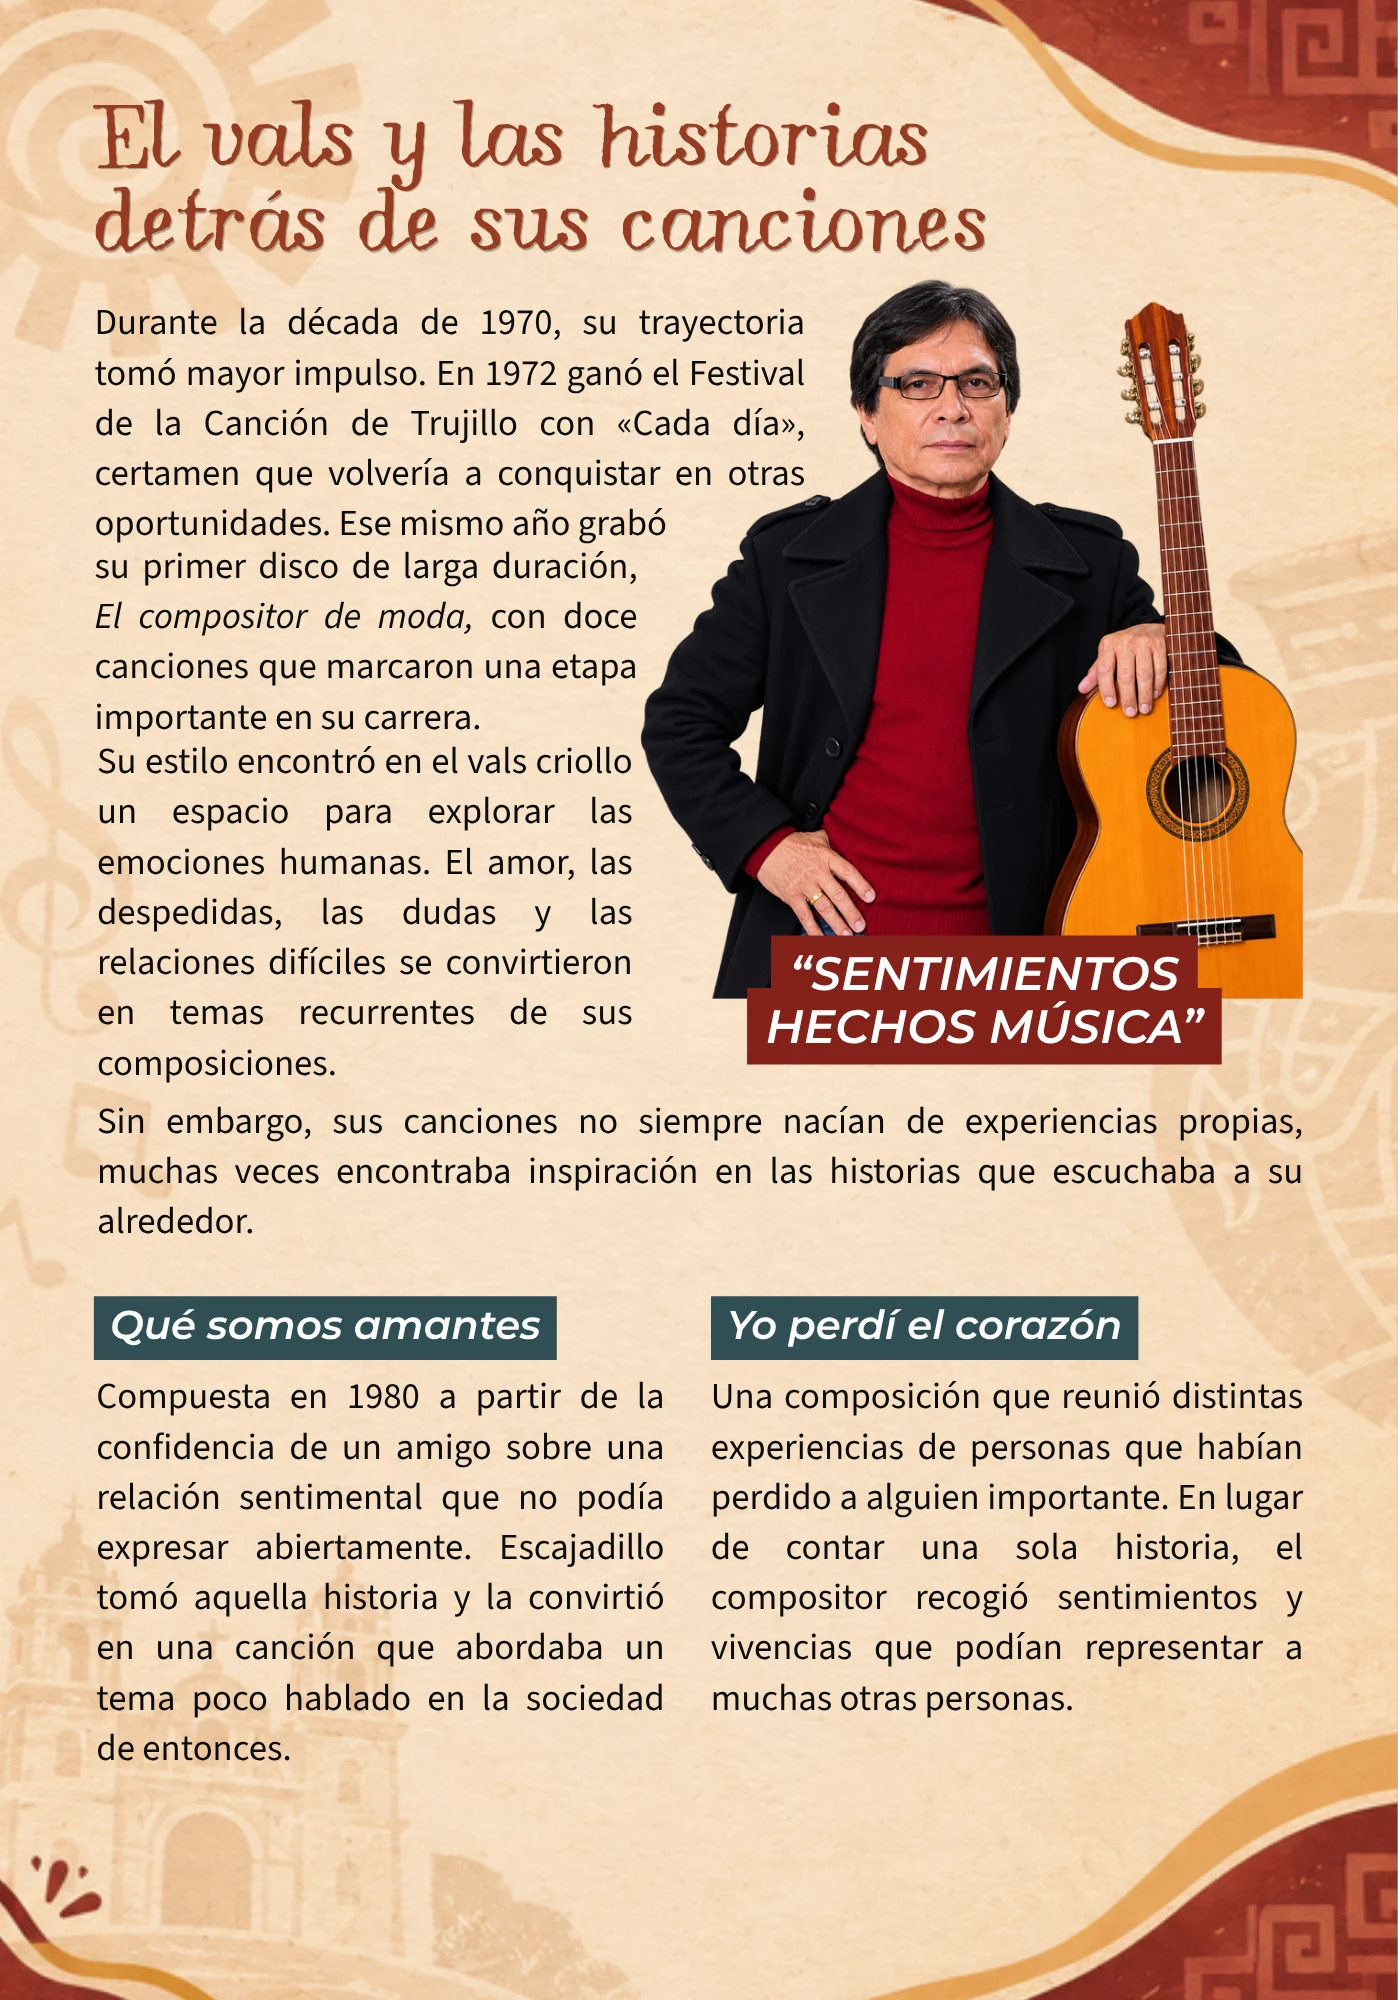 El vals y las historias
detrás de sus canciones
Durante la década de 1970, su trayectoria
tomó mayor impulso. En 1972 ganó el Festival
de la Canción de Trujillo con «Cada día»,
certamen que volvería a conquistar en otras
oportunidades. Ese mismo año grabó
su primer disco de larga duración,
El compositor de moda, con doce
canciones que marcaron una etapa
importante en su carrera.
Su estilo encontró en el vals criollo
un espacio para explorar las
emociones humanas. El amor, las
despedidas, las dudas y las
relaciones difíciles se convirtieron
en temas recurrentes de sus
composiciones.
“SENTIMIENTOS
HECHOS MÚSICA”
Sin embargo, sus canciones no siempre nacían de experiencias propias,
muchas veces encontraba inspiración en las historias que escuchaba a su
alrededor.
Qué somos amantes
Compuesta en 1980 a partir de la
confidencia de un amigo sobre una
relación sentimental que no podía
expresar abiertamente. Escajadillo
tomó aquella historia y la convirtió
en una canción que abordaba un
tema poco hablado en la sociedad
de entonces.
Yo perdí el corazón
Una composición que reunió distintas
experiencias de personas que habían
perdido a alguien importante. En lugar
de contar una sola historia, el
compositor recogió sentimientos y
vivencias que podían representar a
muchas otras personas.